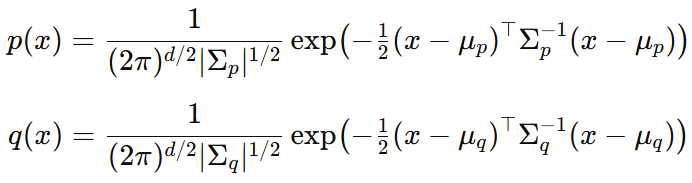 p(x) = \frac{1}{(2\pi)^{d/2}|\Sigma_p|^{1/2}} \exp\left(-\frac{1}{2}(x - \mu_p)^\top \Sigma_p^{-1}(x - \mu_p)\right)
q(x) = \frac{1}{(2\pi)^{d/2}|\Sigma_q|^{1/2}} \exp\left(-\frac{1}{2}(x - \mu_q)^\top \Sigma_q^{-1}(x - \mu_q)\right)